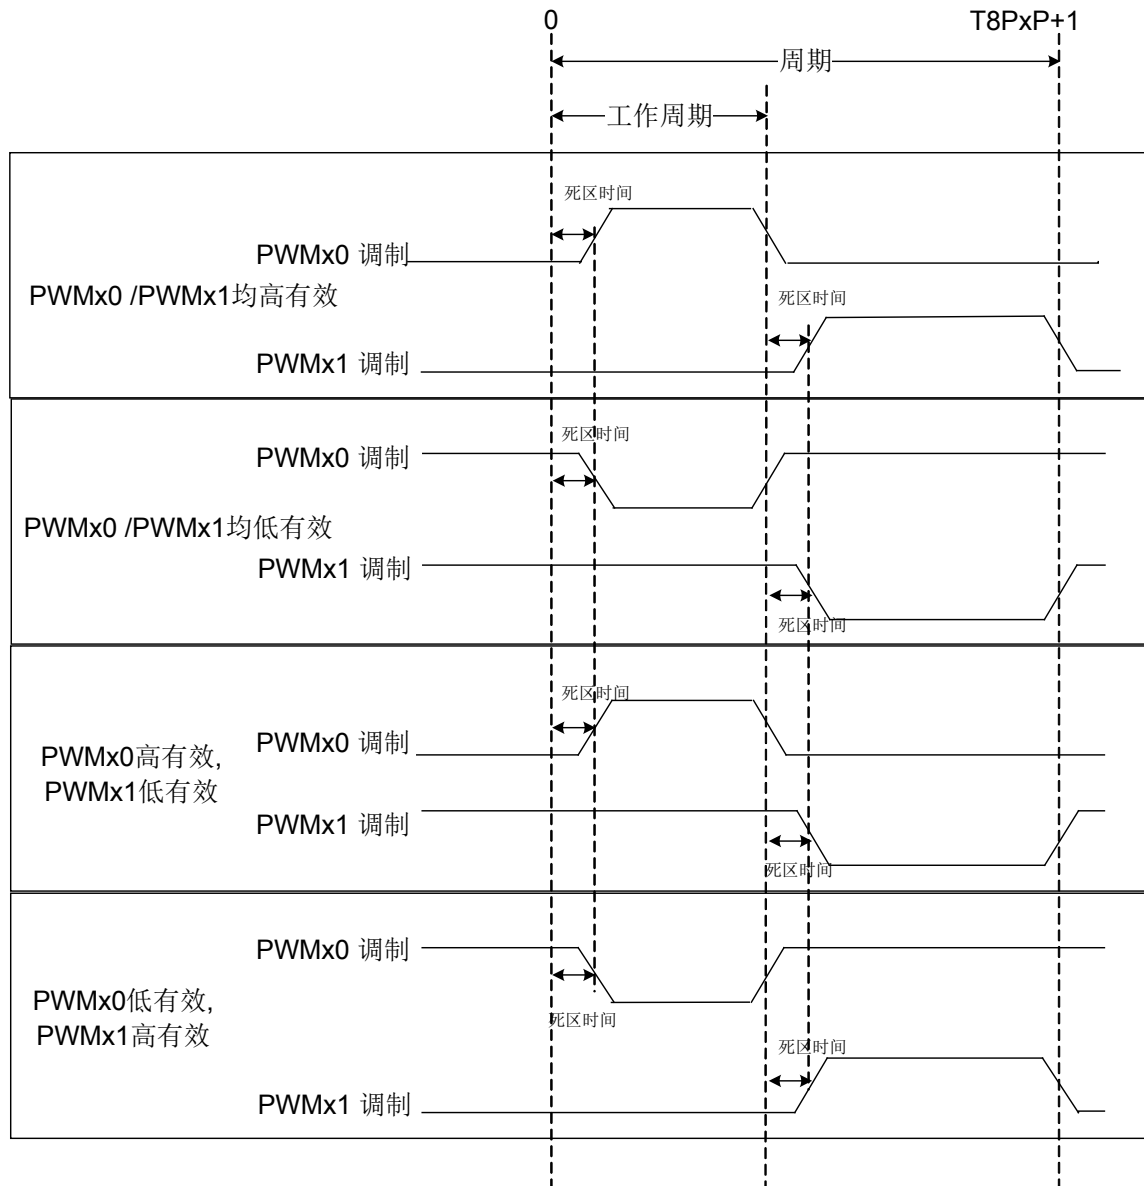 0
T8PxP+1
周期
工作周期
死区时间
PWMx0 调制
PWMx0 /PWMx1均高有效
死区时间
PWMx1 调制
死区时间
PWMx0 调制
PWMx0 /PWMx1均低有效
PWMx1 调制
死区时间
死区时间
PWMx0高有效,
PWMx1低有效
PWMx0 调制
PWMx1 调制
死区时间
PWMx0 调制
PWMx0低有效,
PWMx1高有效
死区时间
死区时间
PWMx1 调制